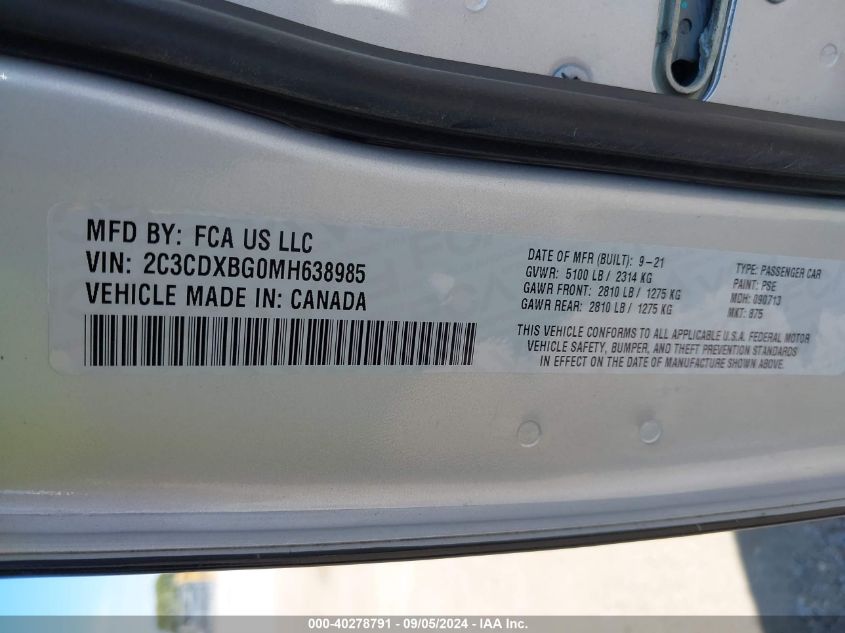 MFD BY: FCA US LLC
VIN: 2C3CDXBG0MH638985
VEHICLE MADE IN: CANADA
DATE OF MFR (BUILT): 9-21
GVWR: 5100 LB / 2314 KG
GAWR FRONT: 2810 LB / 1275 KG
GAWR REAR: 2810 LB / 1275 KG
TYPE: PASSENGER CAR
PAINT: PSE
MDH: 090713
MKT: 875
THIS VEHICLE CONFORMS TO ALL APPLICABLE U.S.A. FEDERAL MOTOR
VEHICLE SAFETY, BUMPER, AND THEFT PREVENTION STANDARDS
IN EFFECT ON THE DATE OF MANUFACTURE SHOWN ABOVE.
000-40278791 - 09/05/2024 - IAA Inc.